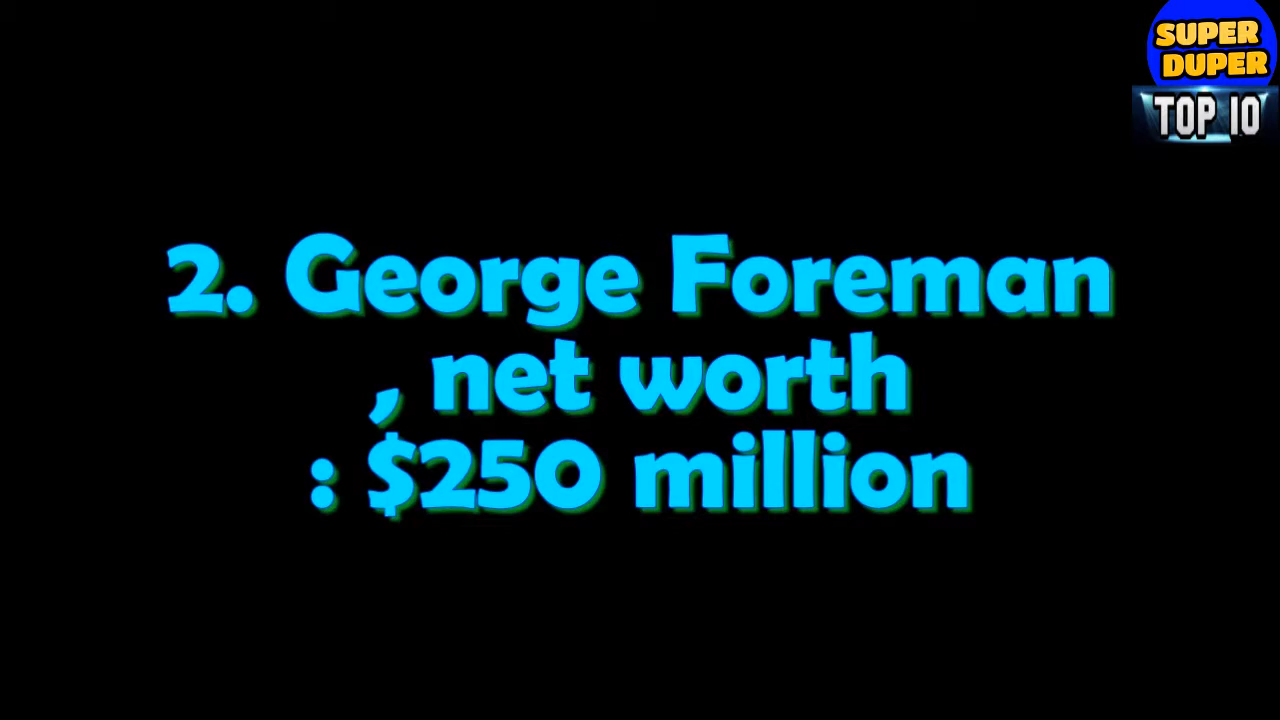 SUPER
DUPER
TOP 10
2. George Foreman
, net worth
: $250 million